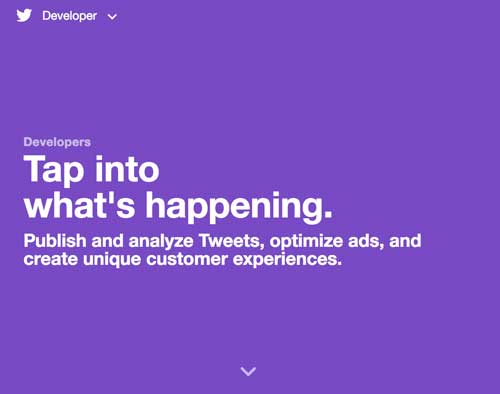 Developer
Developers
Tap into
what's happening.
Publish and analyze Tweets, optimize ads, and
create unique customer experiences.